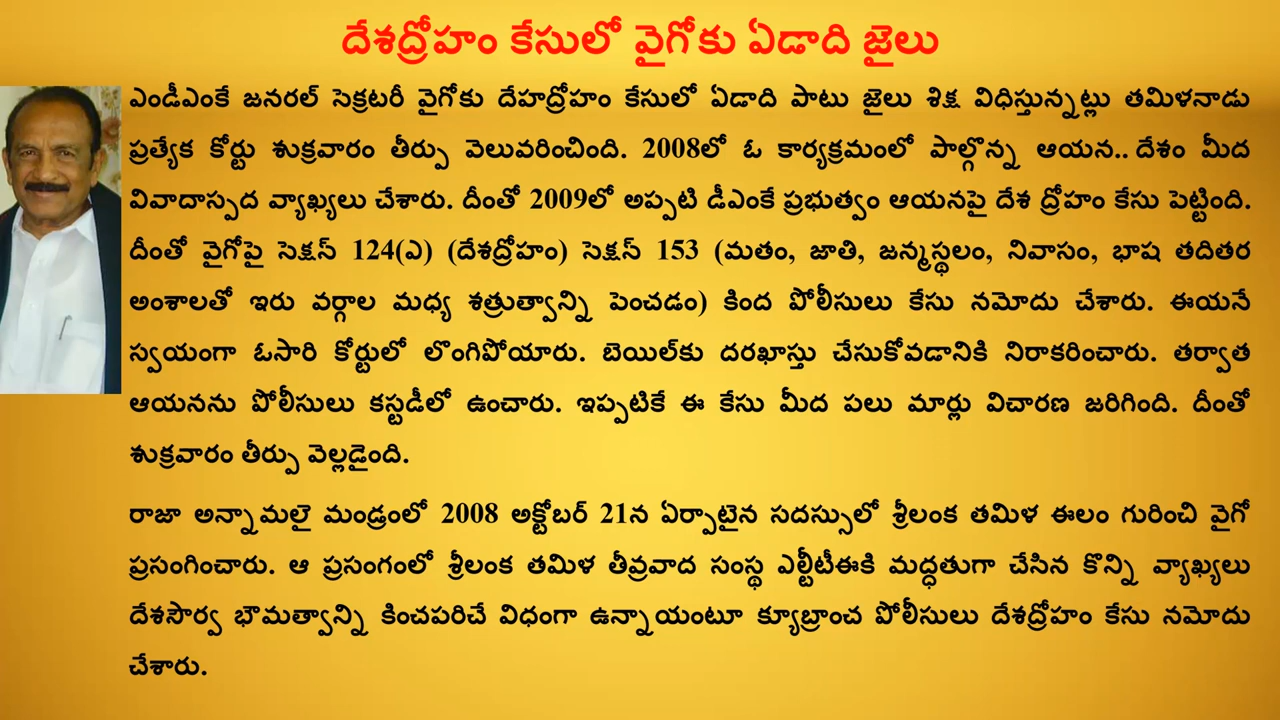 దేశద్రోహం కేసులో వైగోకు ఏడాది జైలు
ఎండీఎంకే జనరల్ సెక్రటరీ వైగోకు దేహద్రోహం కేసులో ఏడాది పాటు జైలు శిక్ష విధిస్తున్నట్లు తమిళనాడు
ప్రత్యేక కోర్టు శుక్రవారం తీర్పు వెలువరించింది. 2008లో ఓ కార్యక్రమంలో పాల్గొన్న ఆయన.. దేశం మీద
వివాదాస్పద వ్యాఖ్యలు చేశారు. దీంతో 2009లో అప్పటి డీఎంకే ప్రభుత్వం ఆయనపై దేశ ద్రోహం కేసు పెట్టింది.
దీంతో వైగోపై సెక్షన్ 124(ఎ) (దేశద్రోహం) సెక్షన్ 153 (మతం, జాతి, జన్మస్థలం, నివాసం, భాష తదితర
అంశాలతో ఇరు వర్గాల మధ్య శత్రుత్వాన్ని పెంచడం) కింద పోలీసులు కేసు నమోదు చేశారు. ఈయనే
స్వయంగా ఓసారి కోర్టులో లొంగిపోయారు. బెయిల్‌కు దరఖాస్తు చేసుకోవడానికి నిరాకరించారు. తర్వాత
ఆయనను పోలీసులు కస్టడీలో ఉంచారు. ఇప్పటికే ఈ కేసు మీద పలు మార్లు విచారణ జరిగింది. దీంతో
శుక్రవారం తీర్పు వెల్లడైంది.
రాజా అన్నామలై మండ్రంలో 2008 అక్టోబర్ 21న ఏర్పాటైన సదస్సులో శ్రీలంక తమిళ ఈలం గురించి వైగో
ప్రసంగించారు. ఆ ప్రసంగంలో శ్రీలంక తమిళ తీవ్రవాద సంస్థ ఎల్టీటీఈకి మద్ధతుగా చేసిన కొన్ని వ్యాఖ్యలు
దేశసౌర్వ భౌమత్వాన్ని కించపరిచే విధంగా ఉన్నాయంటూ క్యూబ్రాంచ పోలీసులు దేశద్రోహం కేసు నమోదు
చేశారు.